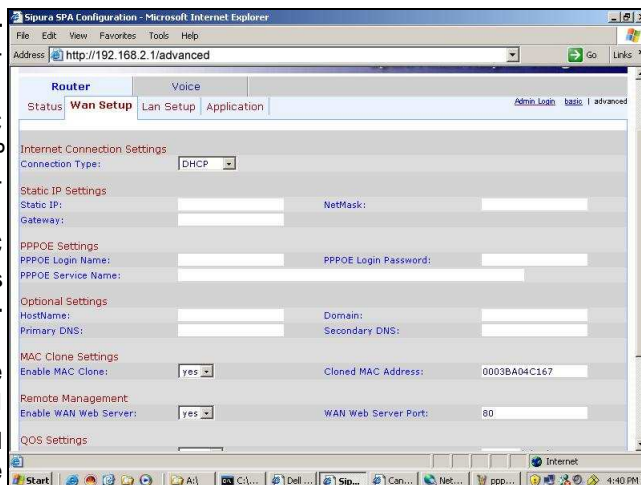 Sipura SPA Configuration - Microsoft Internet Explorer
File Edit View Favorites Tools Help
Address http://192.168.2.1/advanced Go Links
Router Voice
Status Wan Setup Lan Setup Application Admin Login basic | advanced
Internet Connection Settings
Connection Type: DHCP
Static IP Settings
Static IP: NetMask:
Gateway:
PPPOE Settings
PPPOE Login Name: PPPOE Login Password:
PPPOE Service Name:
Optional Settings
HostName: Domain:
Primary DNS: Secondary DNS:
MAC Clone Settings
Enable MAC Clone: yes Cloned MAC Address: 0003BA04C167
Remote Management
Enable WAN Web Server: yes WAN Web Server Port: 80
QOS Settings
Internet
Start A:\ C:\... Dell ... Sip... Can... Net... ppp... 4:40 PM